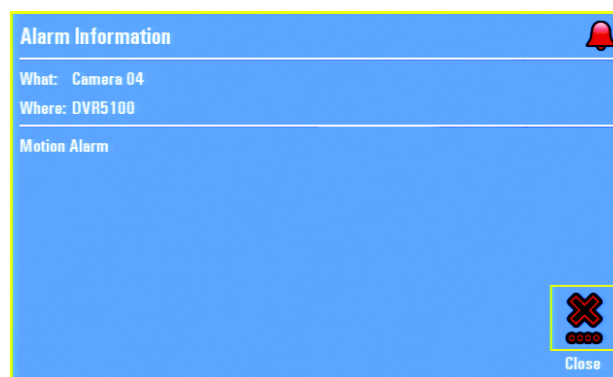 Alarm Information
What: Camera 04
Where: DVR5100
Motion Alarm
Close